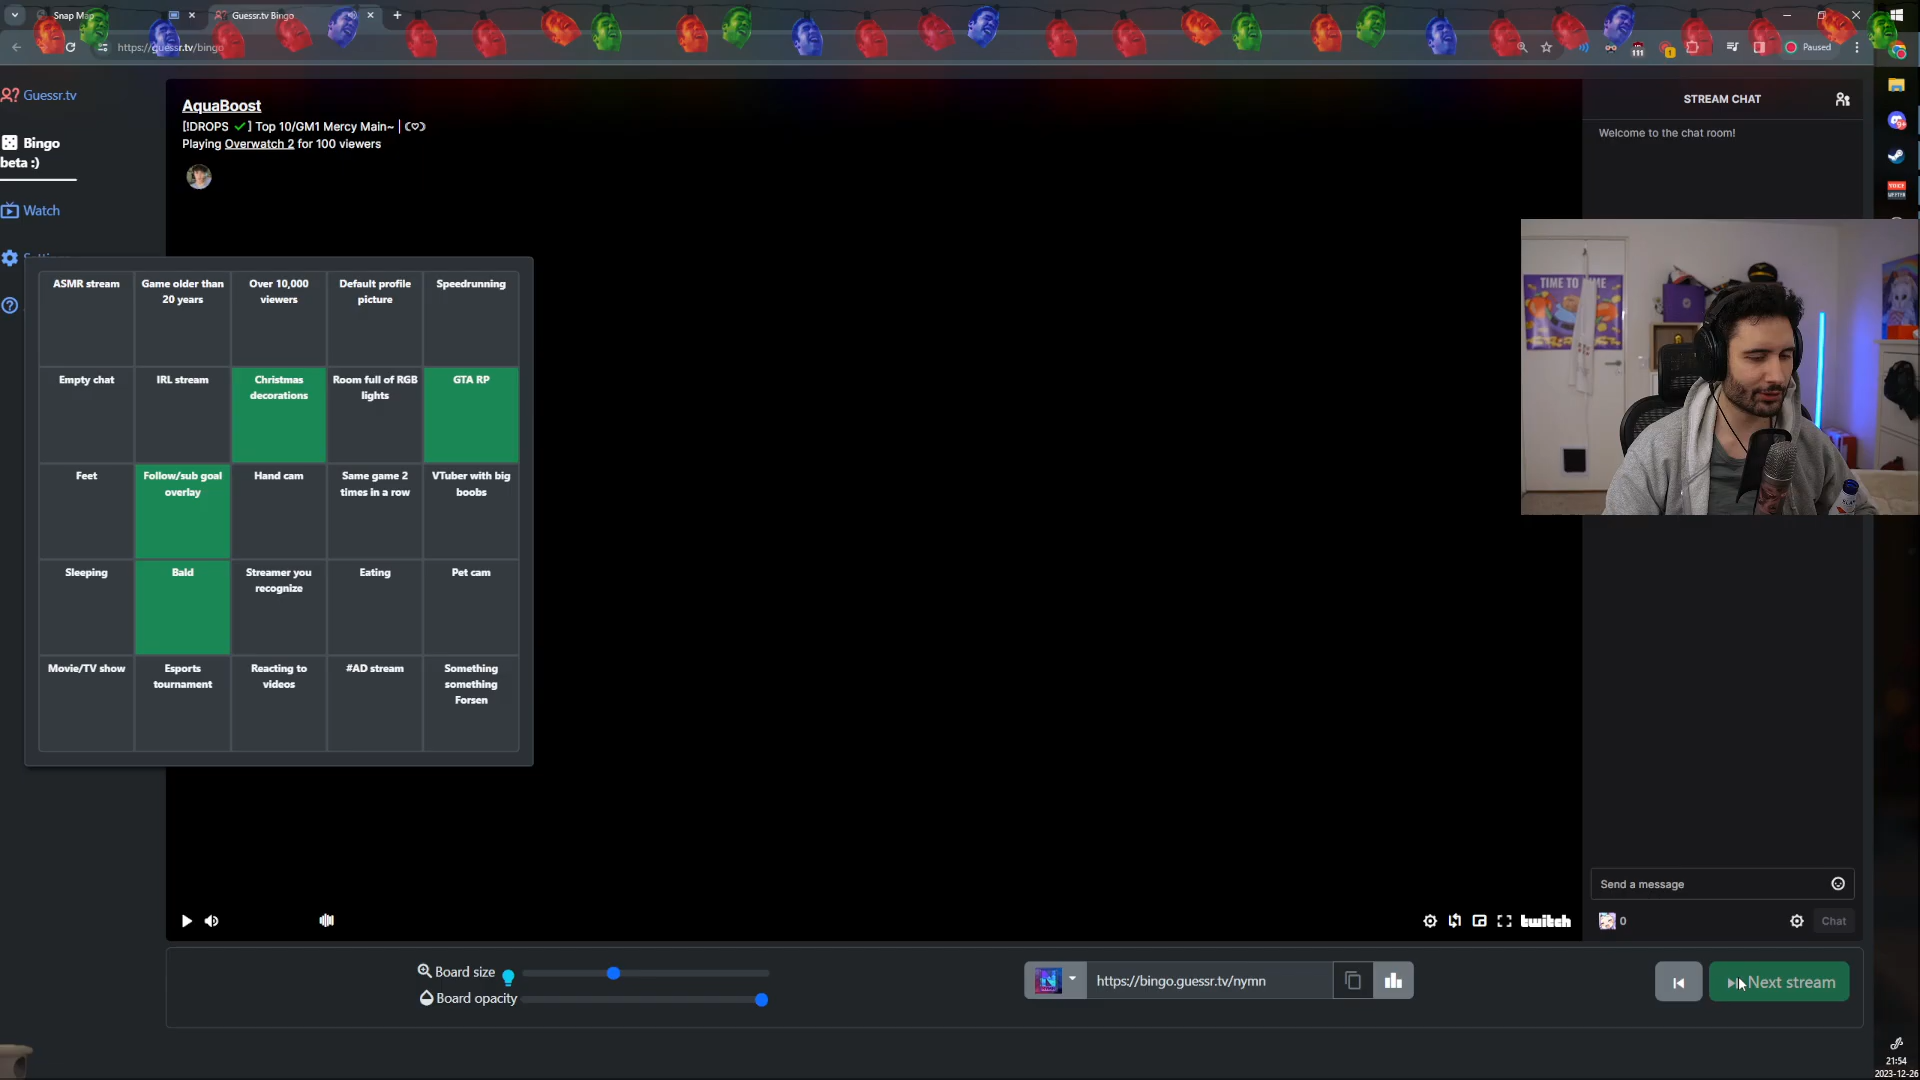 Snap Map
Guessr.tv Bingo
https://guessr.tv/bingo
Paused
Guessr.tv
Bingo
beta :)
Watch
AquaBoost
[!DROPS ✓] Top 10/GM1 Mercy Main~ | (♡)
Playing Overwatch 2 for 100 viewers
STREAM CHAT
Welcome to the chat room!
TIME TO
ASMR stream
Game older than
20 years
Over 10,000
viewers
Default profile
picture
Speedrunning
Empty chat
IRL stream
Christmas
decorations
Room full of RGB
lights
GTA RP
Feet
Follow/sub goal
overlay
Hand cam
Same game 2
times in a row
VTuber with big
boobs
Sleeping
Bald
Streamer you
recognize
Eating
Pet cam
Movie/TV show
Esports
tournament
Reacting to
videos
#AD stream
Something
something
Forsen
twitch
Send a message
0
Chat
Board size
Board opacity
https://bingo.guessr.tv/nymn
Next stream
21:54
2023-12-26